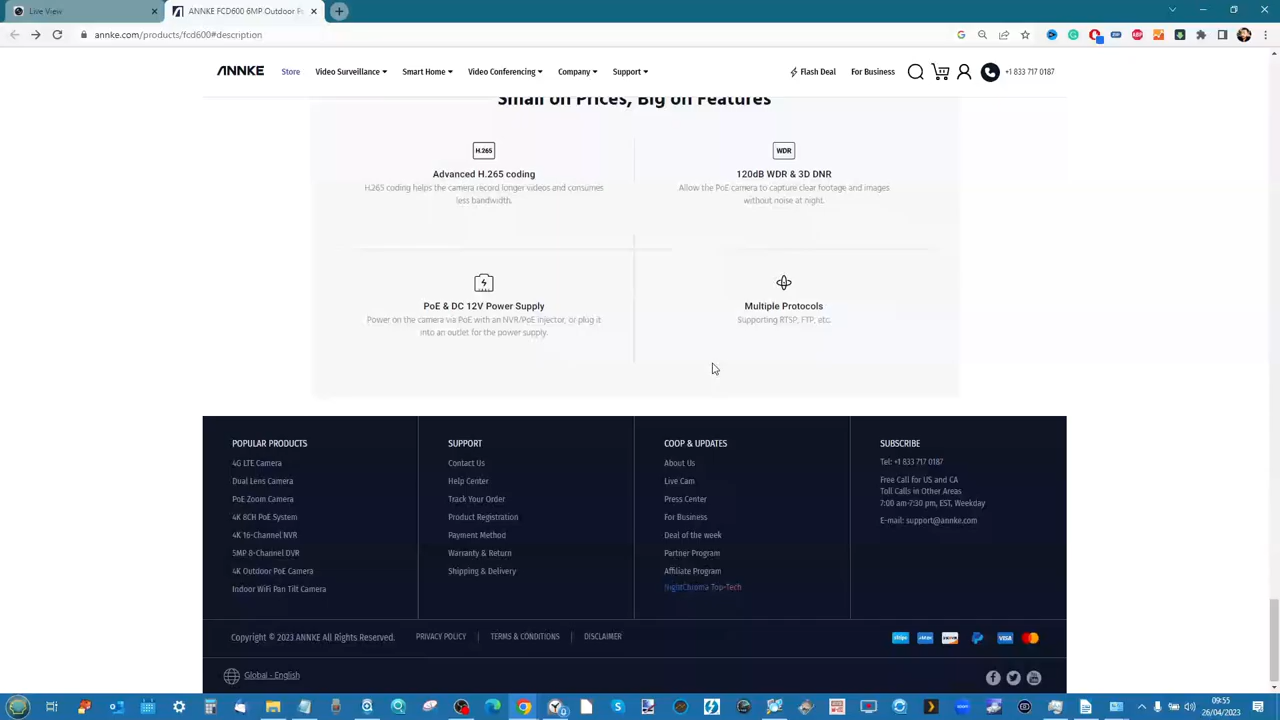 ANNKE FCD600 6MP Outdoor P
annke.com/products/fcd600#description
ANNKE
Store
Video Surveillance
Smart Home
Video Conferencing
Company
Support
Flash Deal
For Business
+1 833 717 0187
Small on Prices, Big on Features
H.265
Advanced H.265 coding
H.265 coding helps the camera record longer videos and consumes
less bandwidth.
WDR
120dB WDR & 3D DNR
Allow the PoE camera to capture clear footage and images
without noise at night.
PoE & DC 12V Power Supply
Power on the camera via PoE with an NVR/PoE injector, or plug it
into an outlet for the power supply.
Multiple Protocols
Supporting RTSP, FTP, etc.
POPULAR PRODUCTS
4G LTE Camera
Dual Lens Camera
PoE Zoom Camera
4K 8CH PoE System
4K 16-Channel NVR
5MP 8-Channel DVR
4K Outdoor PoE Camera
Indoor WiFi Pan Tilt Camera
SUPPORT
Contact Us
Help Center
Track Your Order
Product Registration
Payment Method
Warranty & Return
Shipping & Delivery
COOP & UPDATES
About Us
Live Cam
Press Center
For Business
Deal of the week
Partner Program
Affiliate Program
NightChroma Top-Tech
SUBSCRIBE
Tel: +1 833 717 0187
Free Call for US and CA
Toll Calls in Other Areas
7:00 am-7:30 pm, EST, Weekday
E-mail: support@annke.com
Copyright © 2023 ANNKE All Rights Reserved.
PRIVACY POLICY
TERMS & CONDITIONS
DISCLAIMER
stripe
VISA
Global - English
09:55
26/04/2023